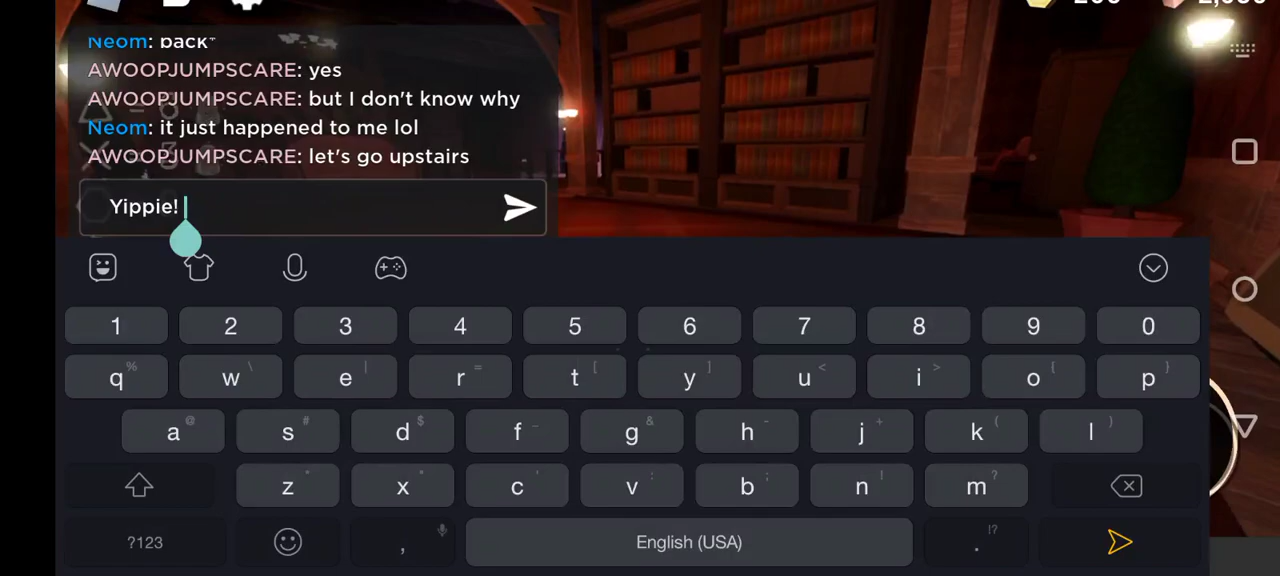 Neom: back
AWOOPJUMPSCARE: yes
AWOOPJUMPSCARE: but I don't know why
Neom: it just happened to me lol
AWOOPJUMPSCARE: let's go upstairs
Yippie!
1 2 3 4 5 6 7 8 9 0
q % w \ e | r = t [ y ] u < i > o { p }
a @ s # d $ f _ g & h - j + k ( l )
z x c v : b ; n ! m ?
?123 , English (USA) . !?